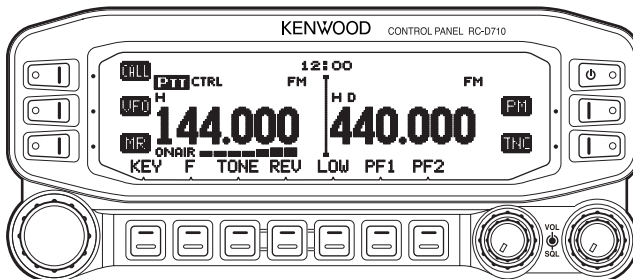 KENWOOD CONTROL PANEL RC-D710
12:00
CALL PTT CTRL FM FM
VFO H H D PM
144.000 440.000
MR TNC
ONAIR
KEY F TONE REV LOW PF1 PF2
VOL
SQL